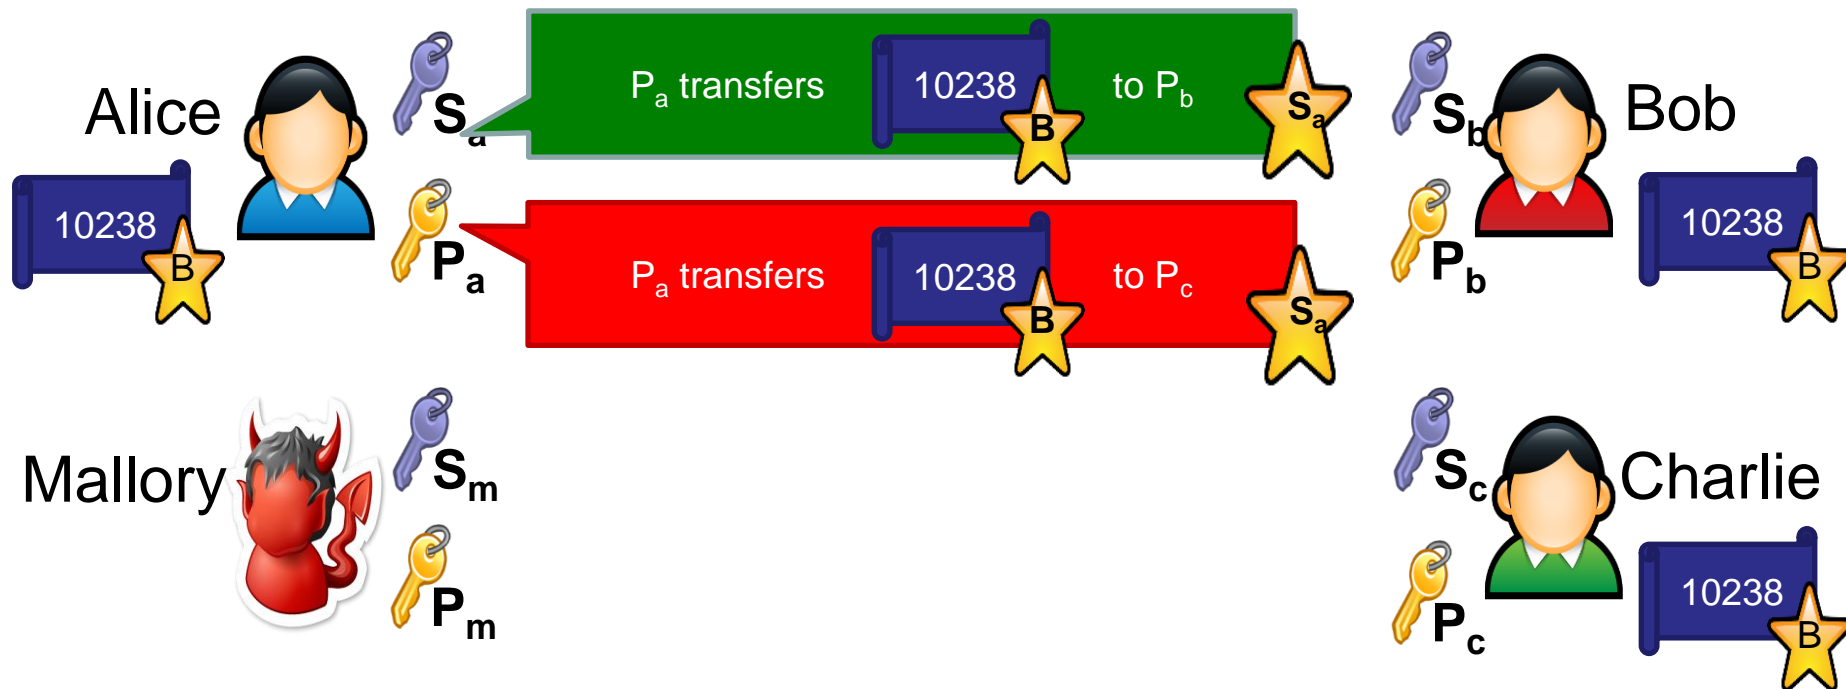 Alice
10238
B
Sa
Pa
Pa transfers 10238 B to Pb Sa
Pa transfers 10238 B to Pc Sa
Sb
Pb
Bob
10238
B
Mallory
Sm
Pm
Sc
Pc
Charlie
10238
B